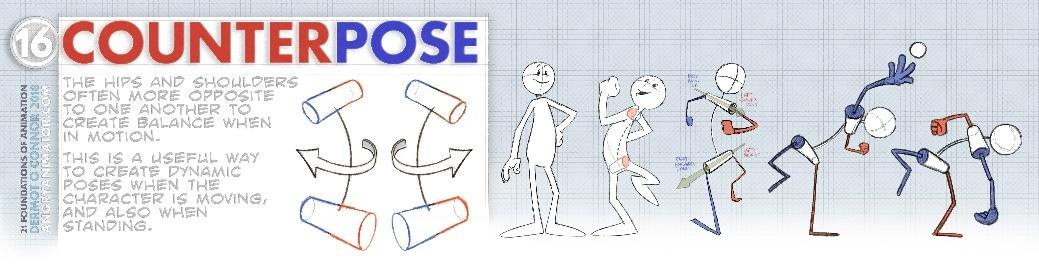 16
COUNTERPOSE
THE HIPS AND SHOULDERS
OFTEN MORE OPPOSITE
TO ONE ANOTHER TO
CREATE BALANCE WHEN
IN MOTION.
THIS IS A USEFUL WAY
TO CREATE DYNAMIC
POSES WHEN THE
CHARACTER IS MOVING,
AND ALSO WHEN
STANDING.
21 FOUNDATIONS OF ANIMATION
DERMOT O CONNOR 2018
ANGRYANIMATOR.COM